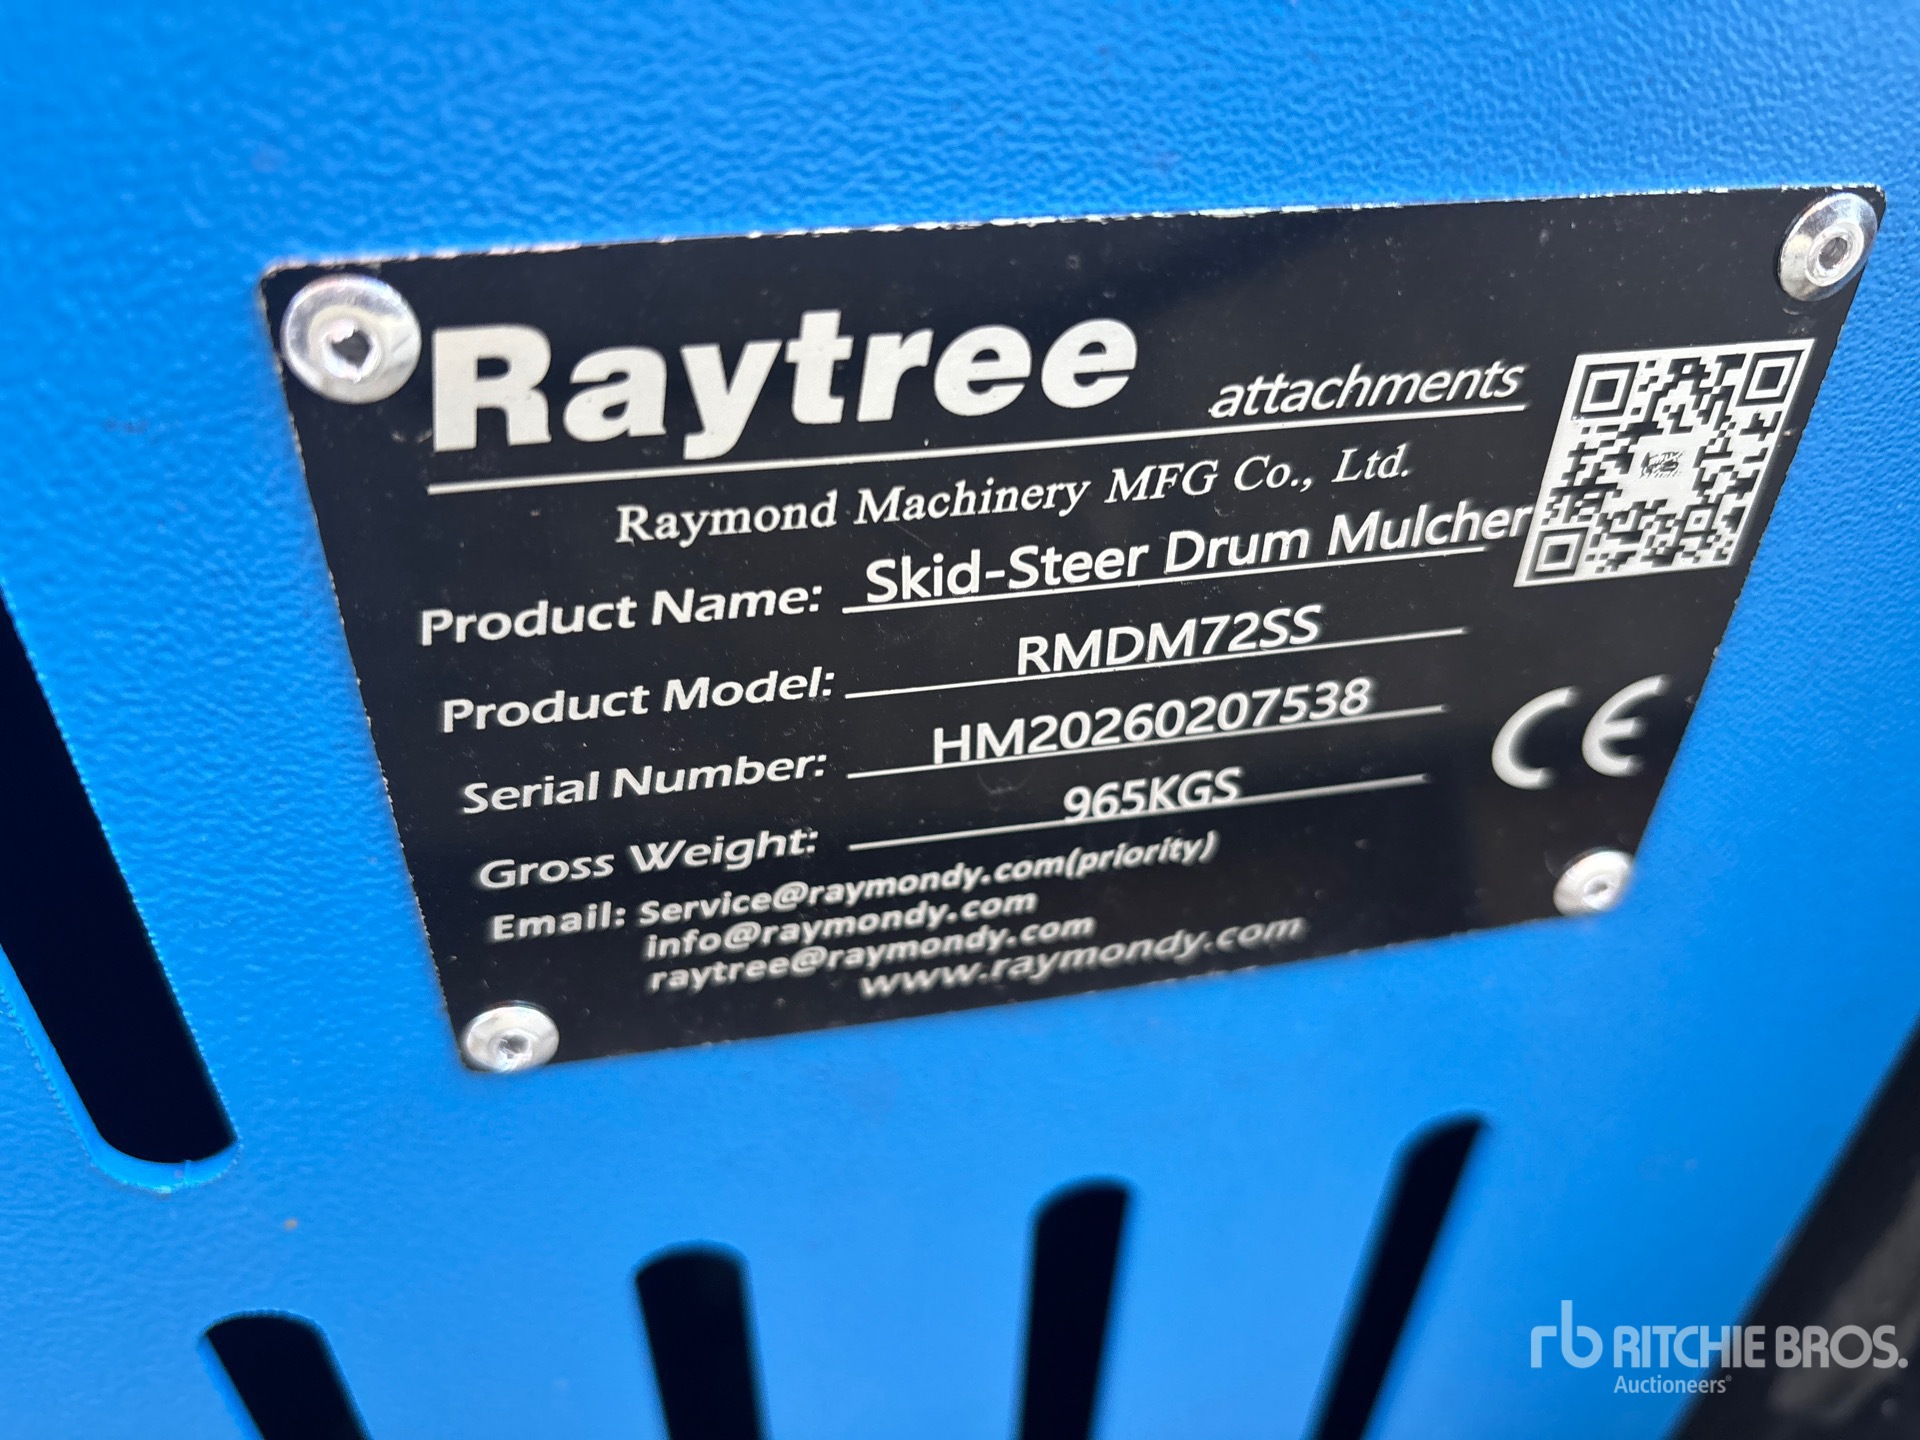 Raytree attachments
Raymond Machinery MFG Co., Ltd.
Product Name: Skid-Steer Drum Mulcher
Product Model: RMDM72SS
Serial Number: HM20260207538
Gross Weight: 965KGS
Email: Service@raymondy.com(priority)
info@raymondy.com
raytree@raymondy.com
www.raymondy.com
CE
rb RITCHIE BROS.
Auctioneers